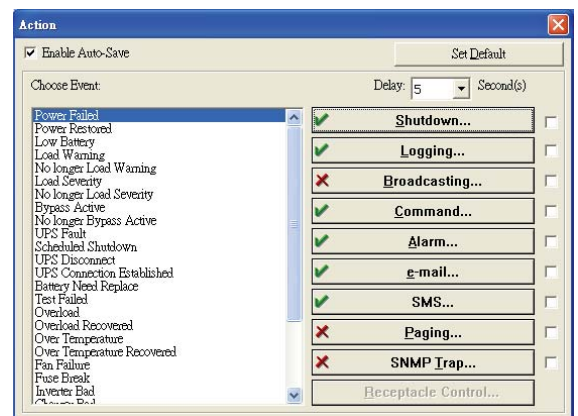 Action
Enable Auto-Save
Set Default
Choose Event:
Delay: 5 Second(s)
Power Failed
Power Restored
Low Battery
Load Warning
No longer Load Warning
Load Severity
No longer Load Severity
Bypass Active
No longer Bypass Active
UPS Fault
Scheduled Shutdown
UPS Disconnect
UPS Connection Established
Battery Need Replace
Test Failed
Overload
Overload Recovered
Over Temperature
Over Temperature Recovered
Fan Failure
Fuse Break
Inverter Bad
Shutdown...
Logging...
Broadcasting...
Command...
Alarm...
e-mail...
SMS...
Paging...
SNMP Trap...
Receptacle Control...